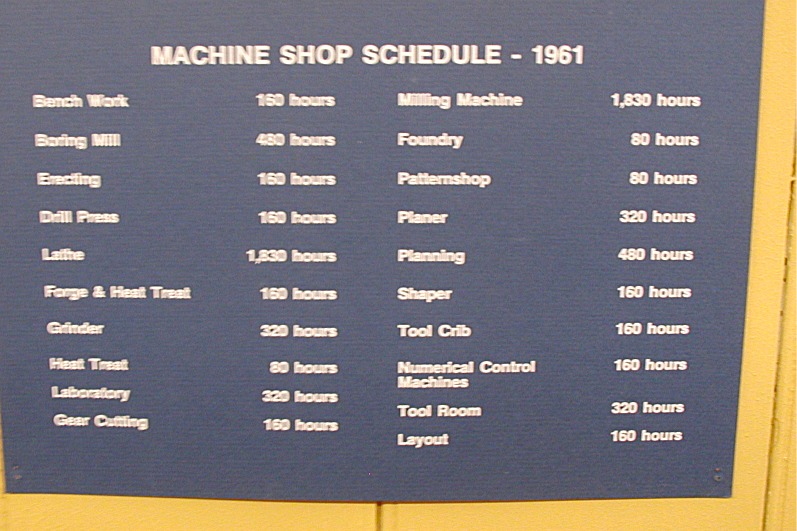 MACHINE SHOP SCHEDULE - 1961
Bench Work 160 hours
Boring Mill 480 hours
Erecting 160 hours
Drill Press 160 hours
Lathe 1,830 hours
Forge & Heat Treat 160 hours
Grinder 320 hours
Heat Treat 80 hours
Laboratory 320 hours
Gear Cutting 160 hours
Milling Machine 1,830 hours
Foundry 80 hours
Patternshop 80 hours
Planer 320 hours
Planning 480 hours
Shaper 160 hours
Tool Crib 160 hours
Numerical Control 160 hours
Machines
Tool Room 320 hours
Layout 160 hours